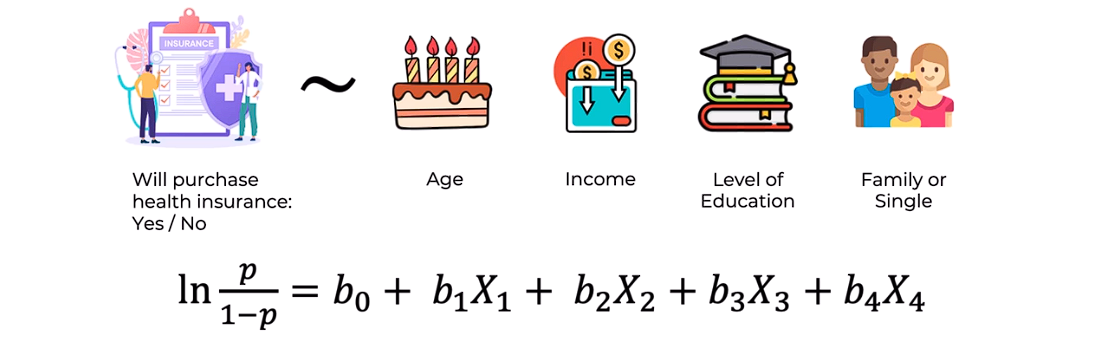 INSURANCE
~
!i
$
$
Will purchase
health insurance:
Yes / No
Age
Income
Level of
Education
Family or
Single
ln p/1−p = b₀ + b₁X₁ + b₂X₂ + b₃X₃ + b₄X₄